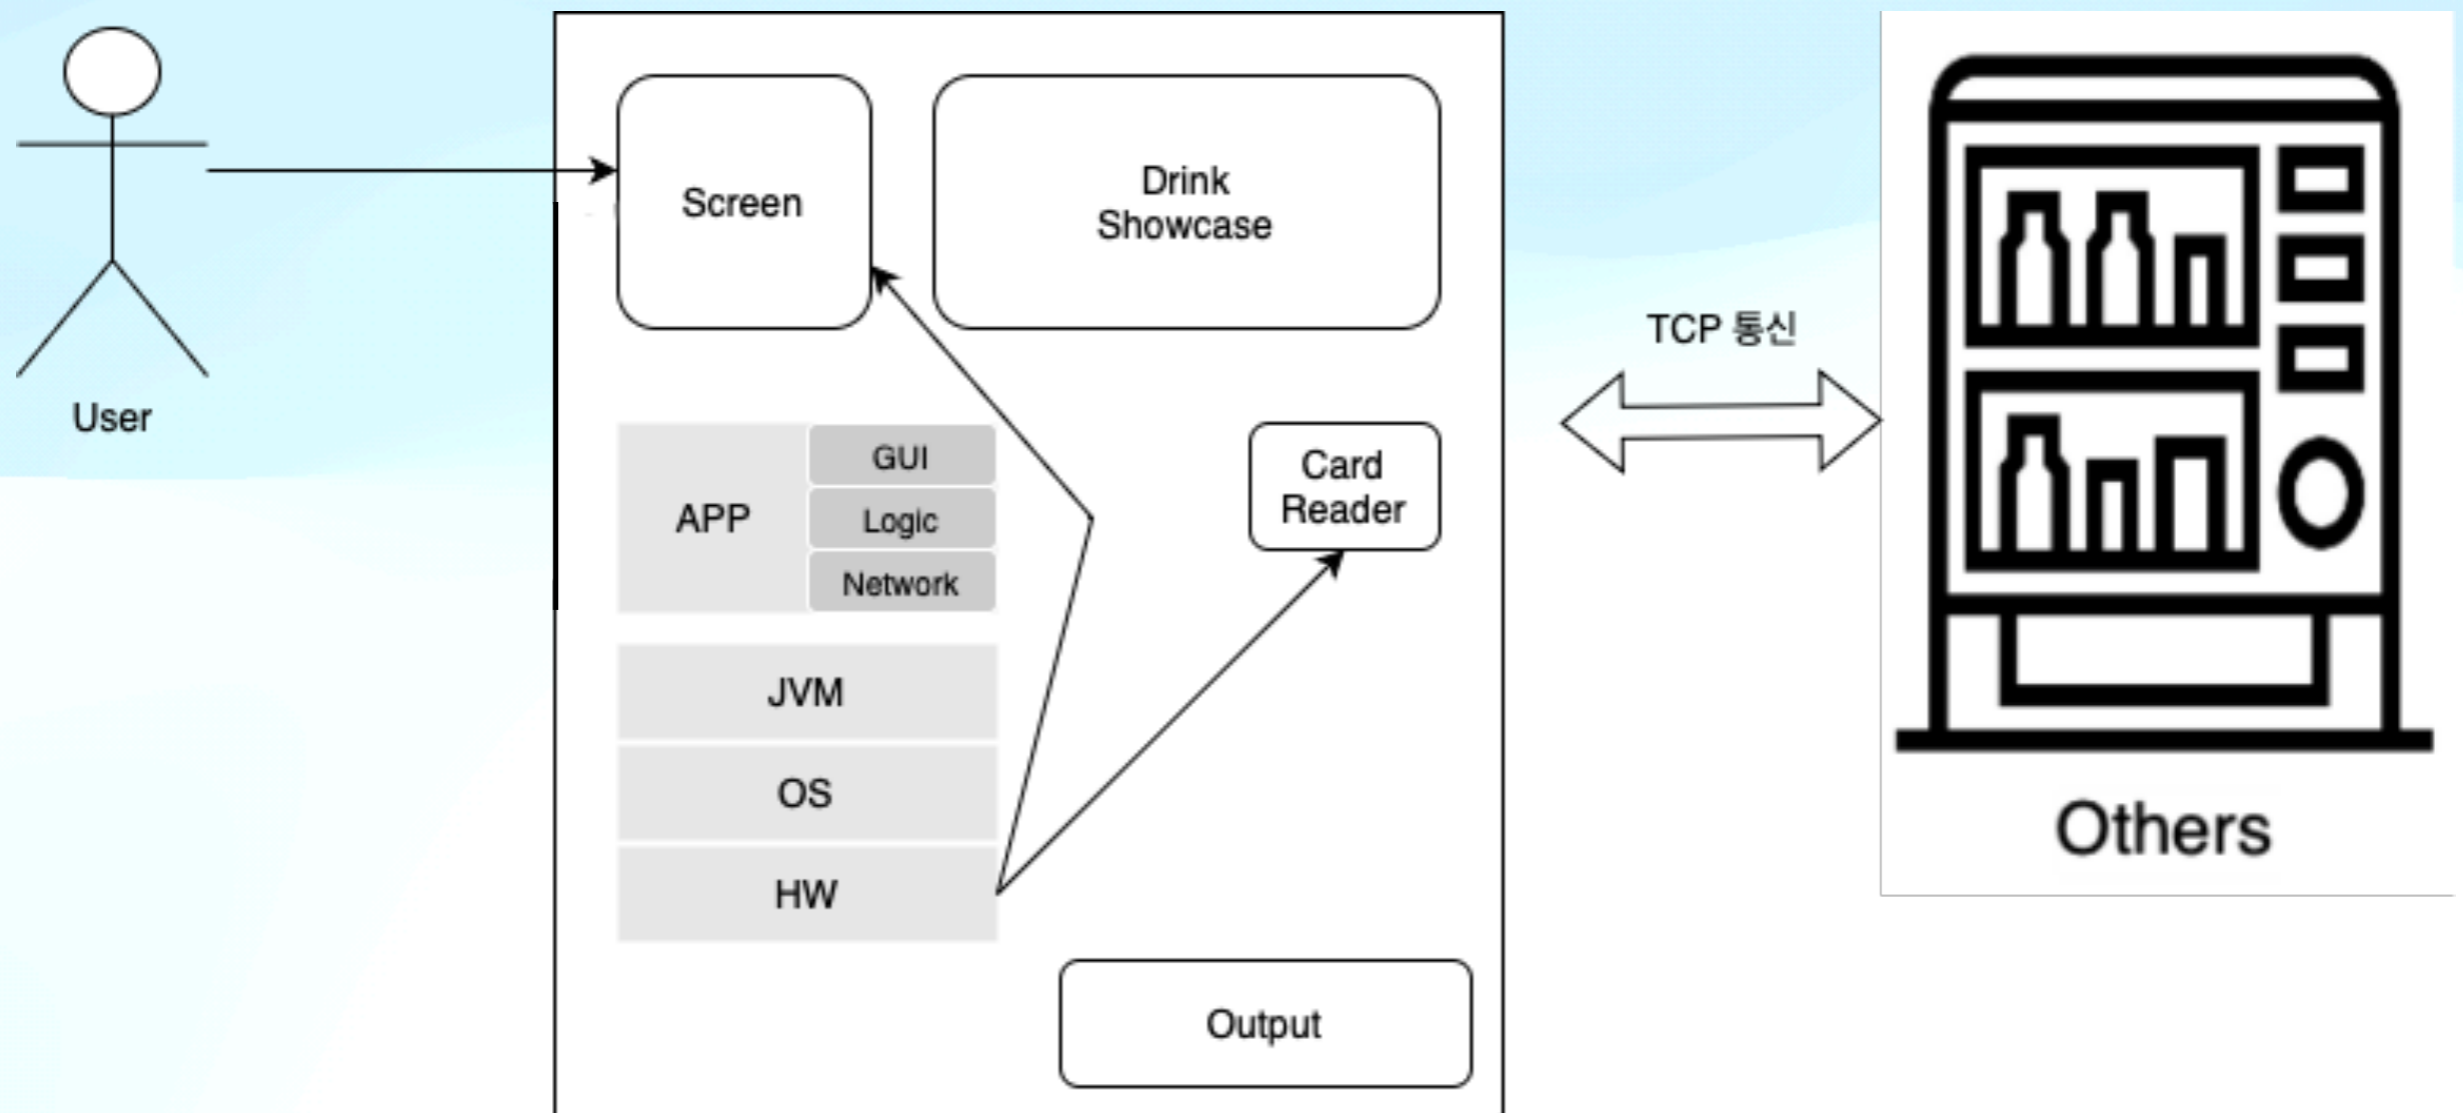 User
Screen
Drink
Showcase
APP
GUI
Logic
Network
Card
Reader
JVM
OS
HW
Output
TCP 통신
Others